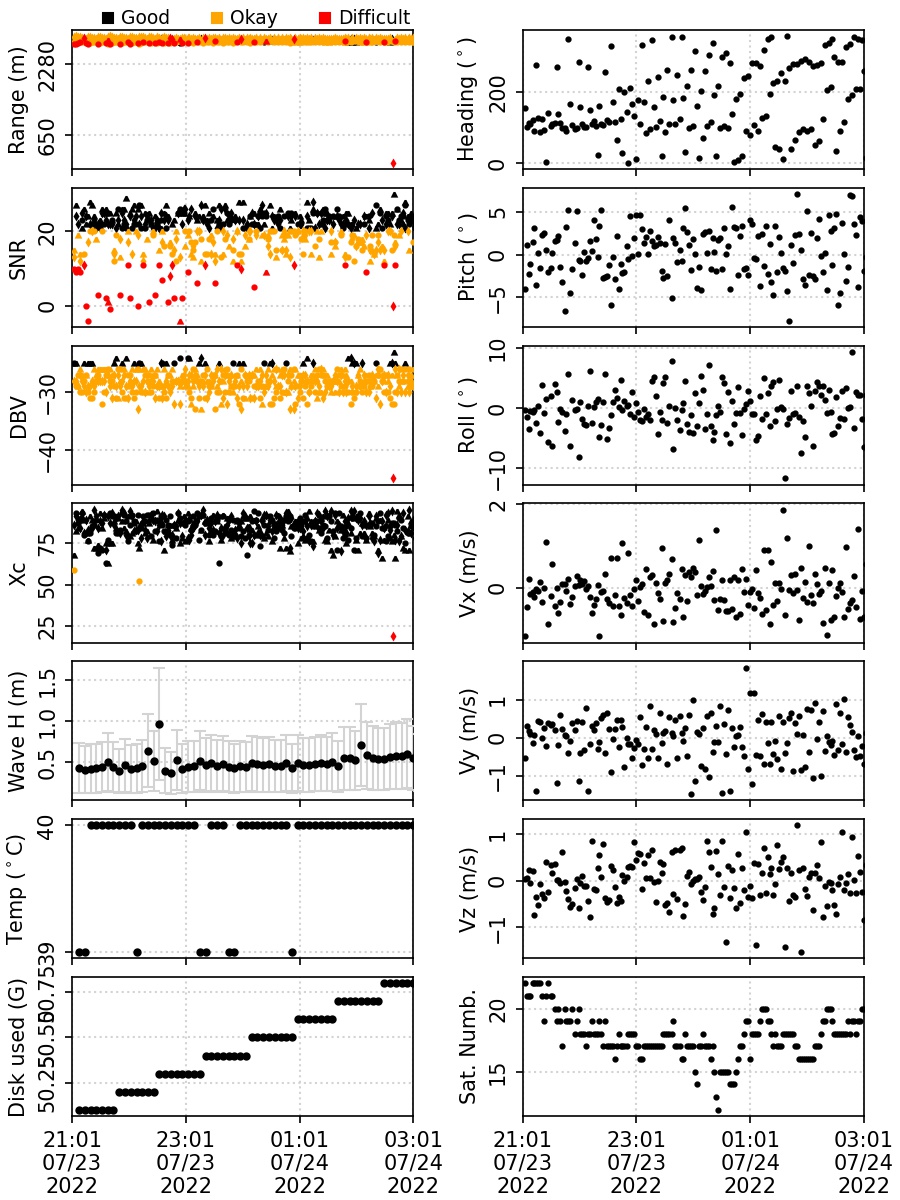 Good Okay Difficult
Range (m)
2280
650
Heading (°)
200
0
SNR
20
0
Pitch (°)
5
0
−5
DBV
−30
−40
Roll (°)
10
0
−10
Xc
75
50
25
Vx (m/s)
2
0
Wave H (m)
1.5
1.0
0.5
Vy (m/s)
1
0
−1
Temp (°C)
40
39
Vz (m/s)
1
0
−1
Disk used (G)
50.75
50.50
50.25
Sat. Numb.
20
15
21:01 23:01 01:01 03:01
07/23 07/23 07/24 07/24
2022 2022 2022 2022
21:01 23:01 01:01 03:01
07/23 07/23 07/24 07/24
2022 2022 2022 2022